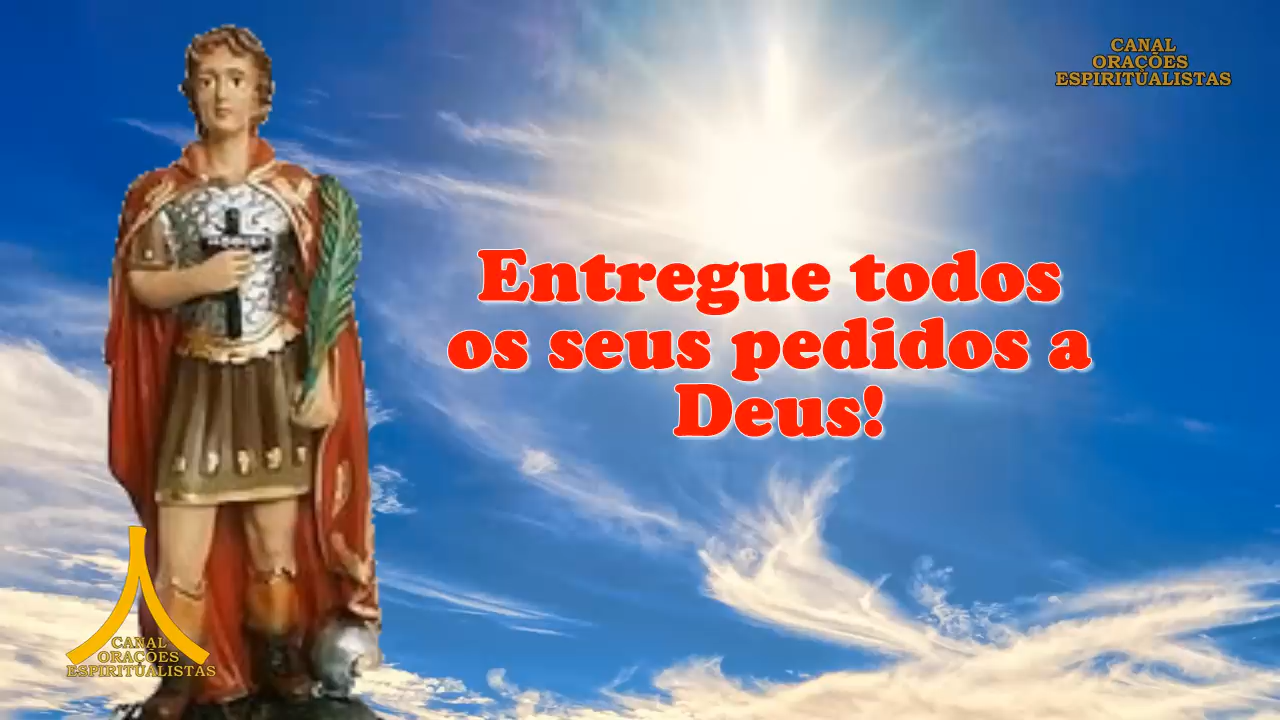 CANAL
ORAÇÕES
ESPIRITUALISTAS
Entregue todos
os seus pedidos a
Deus!
CANAL
ORAÇÕES
ESPIRITUALISTAS